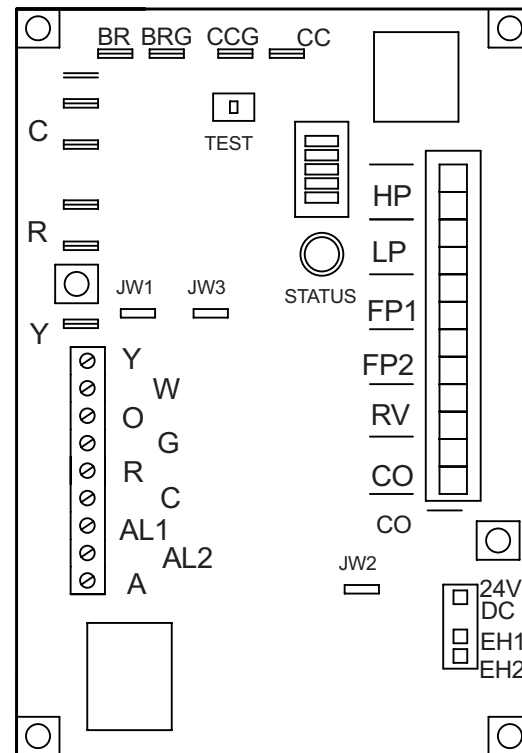 BR BRG CCG CC
C
TEST
R
HP
LP
STATUS
JW1 JW3
FP1
Y
Y
W
FP2
O
G
RV
R
C
CO
AL1
CO
AL2
JW2
A
24V
DC
EH1
EH2